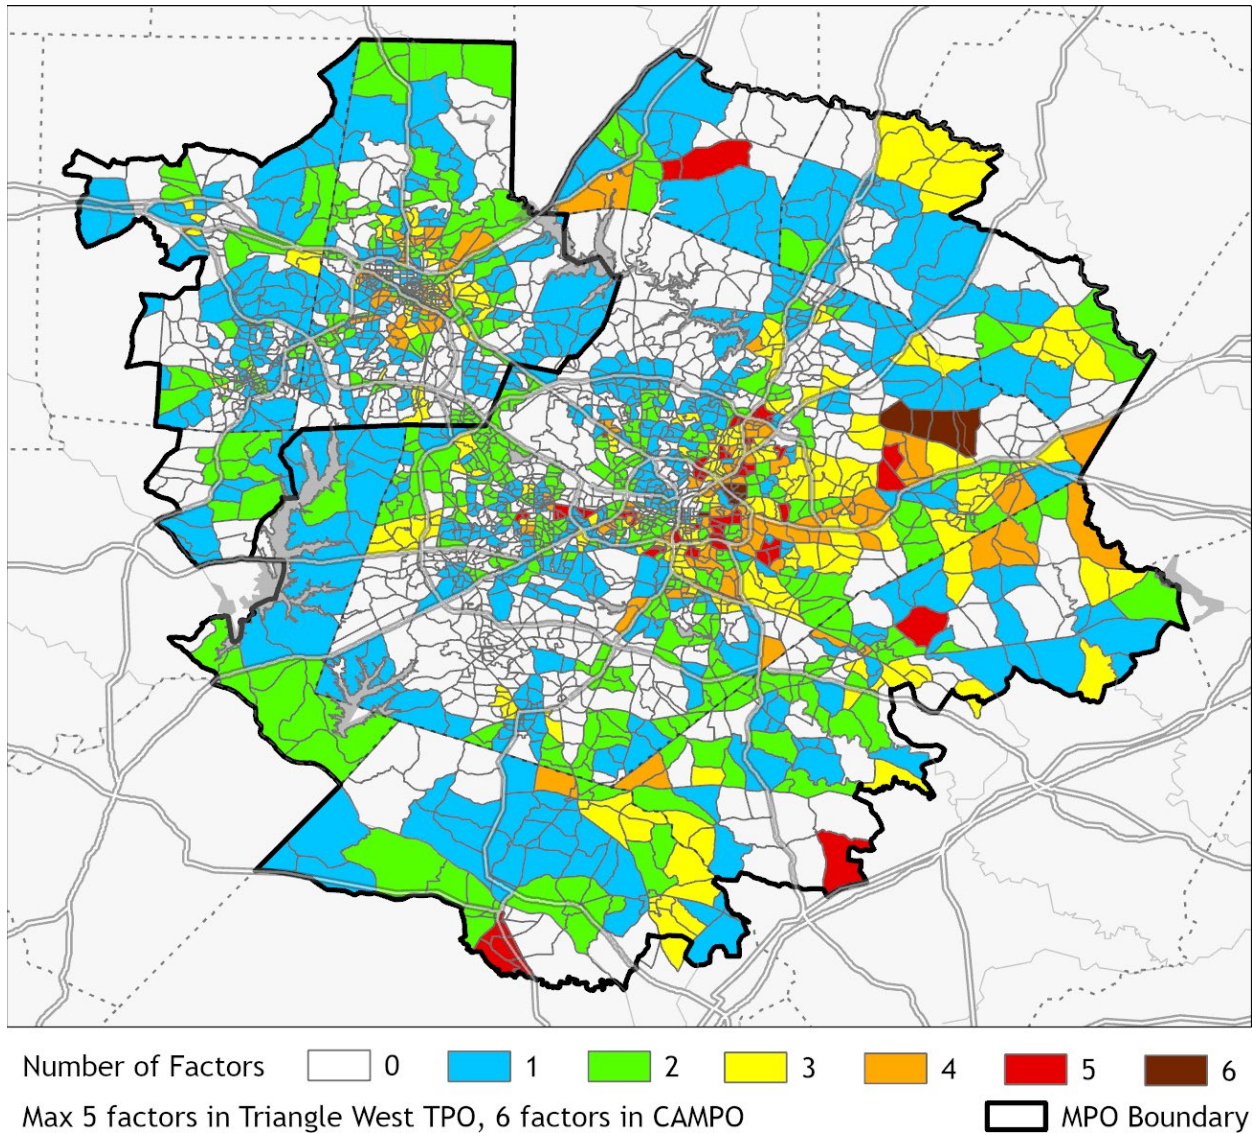 Number of Factors 0 1 2 3 4 5 6
Max 5 factors in Triangle West TPO, 6 factors in CAMPO MPO Boundary